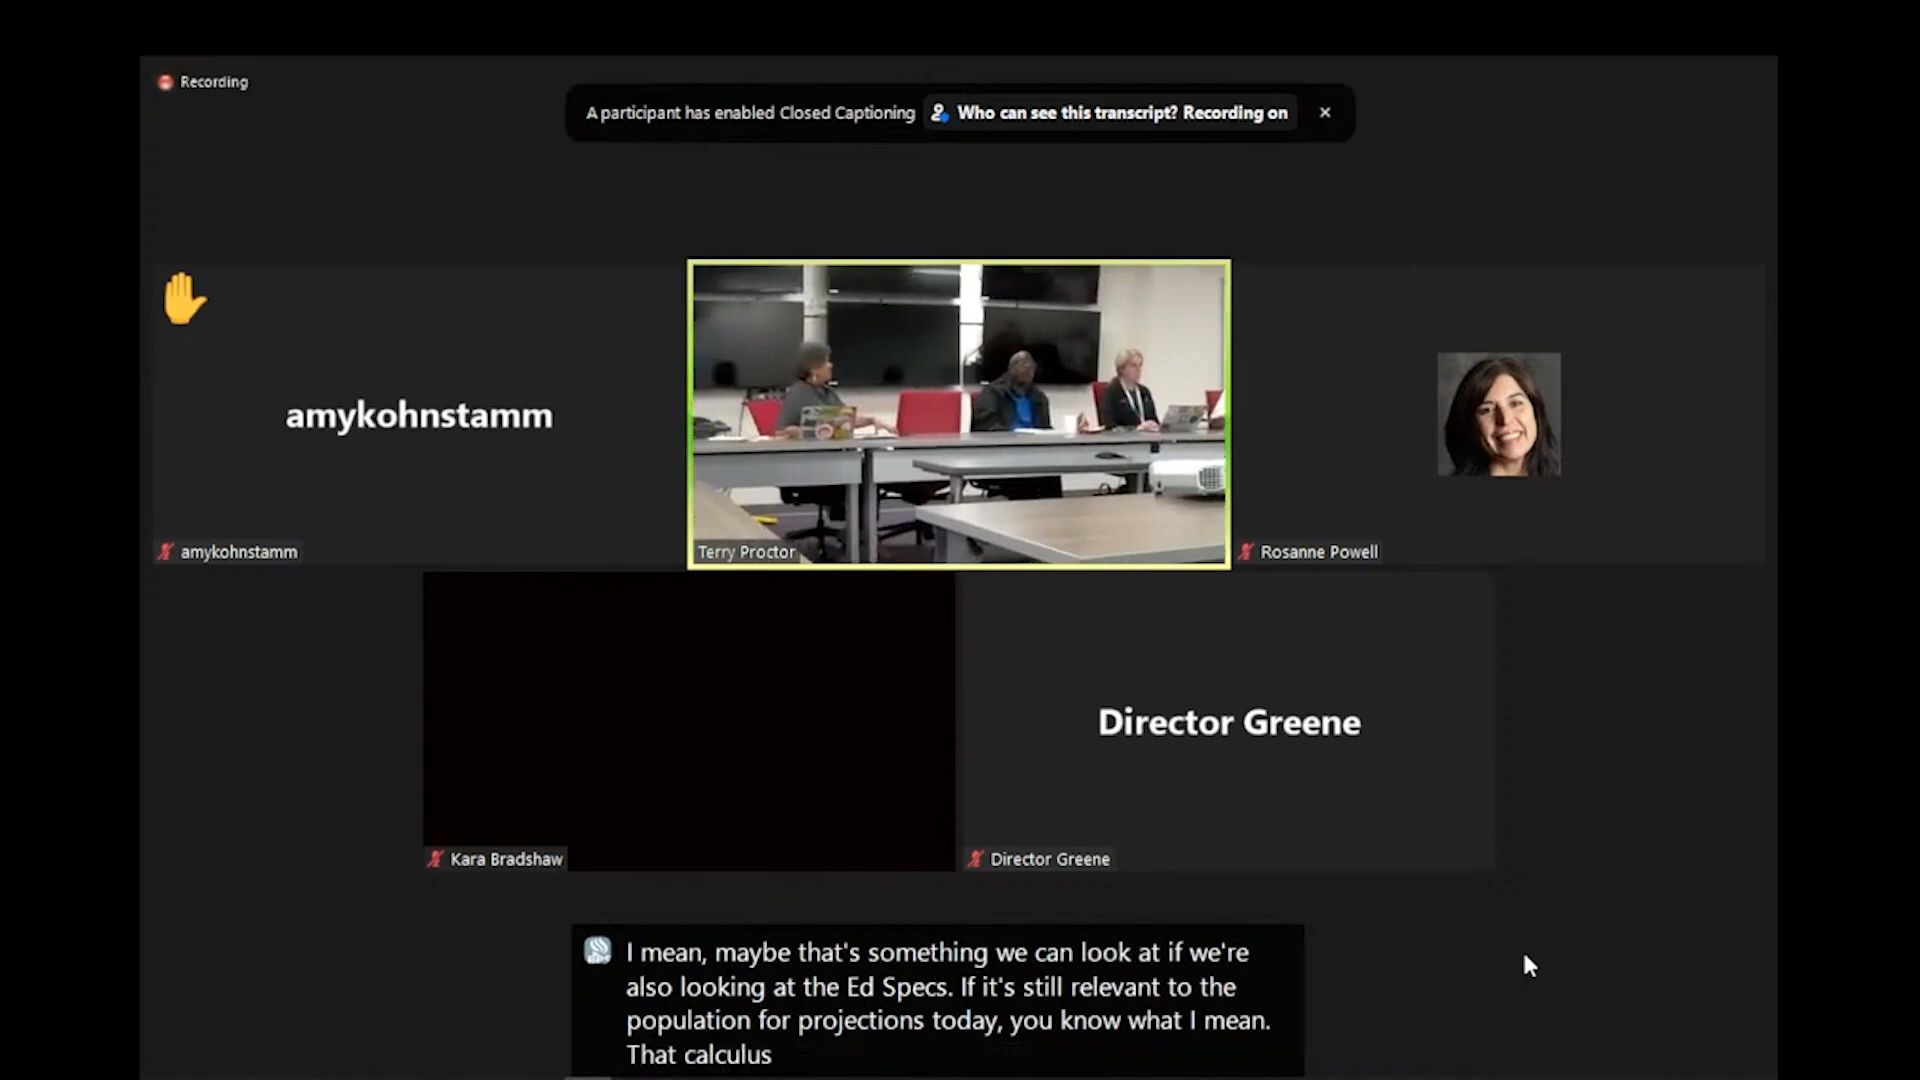 Recording
A participant has enabled Closed Captioning
Who can see this transcript? Recording on
amykohnstamm
amykohnstamm
Terry Proctor
Rosanne Powell
Director Greene
Kara Bradshaw
Director Greene
I mean, maybe that's something we can look at if we're
also looking at the Ed Specs. If it's still relevant to the
population for projections today, you know what I mean.
That calculus